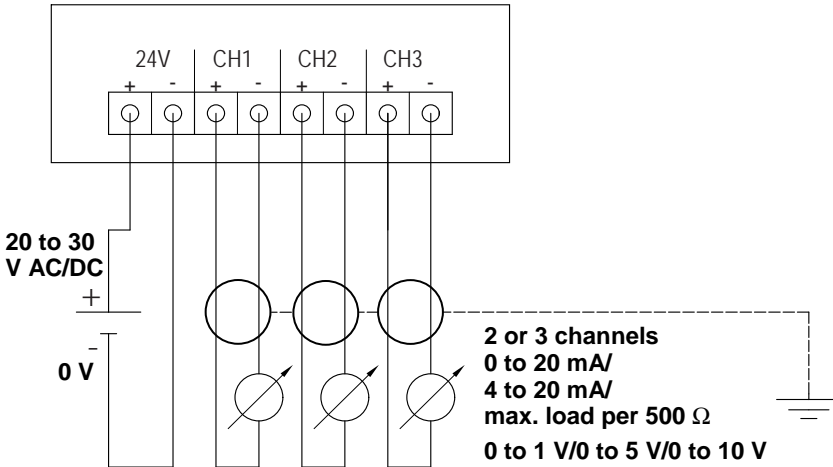 24V CH1 CH2 CH3
+ - + - + - + -
20 to 30
V AC/DC
+
-
0 V
2 or 3 channels
0 to 20 mA/
4 to 20 mA/
max. load per 500 Ω
0 to 1 V/0 to 5 V/0 to 10 V